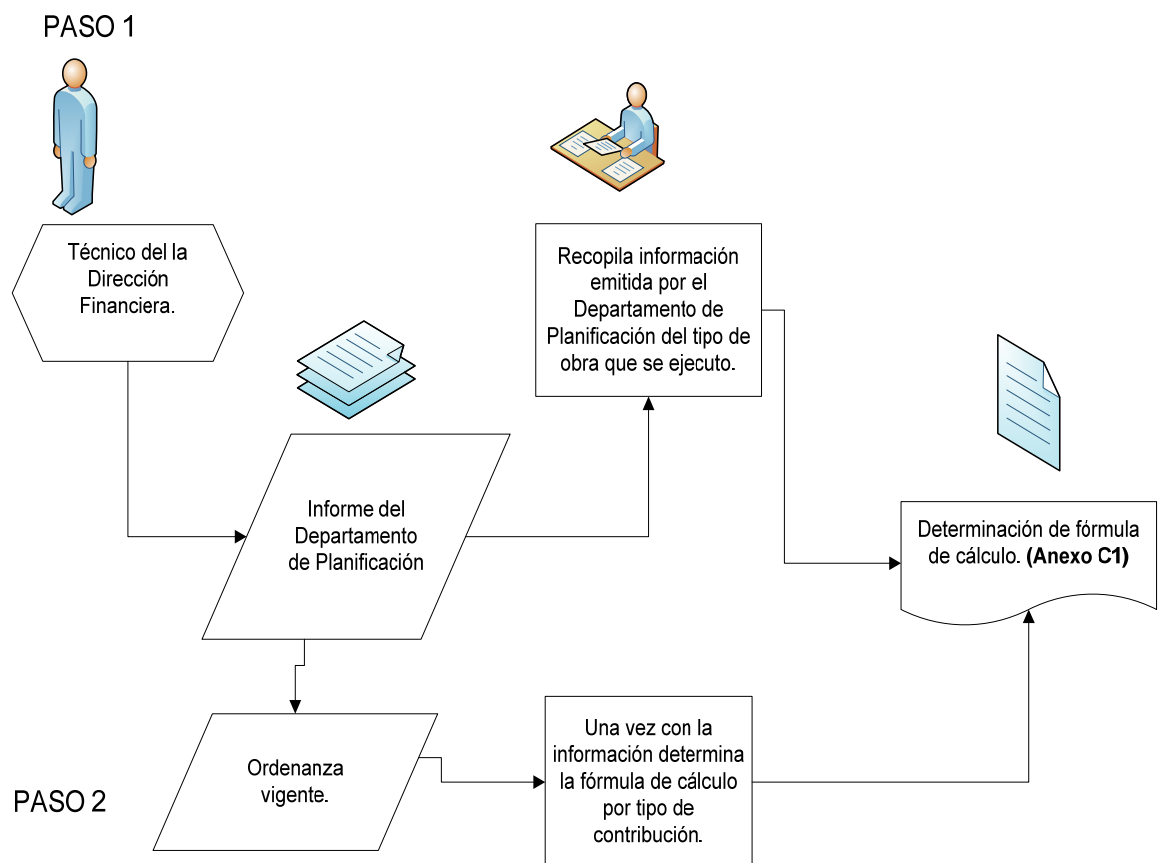 PASO 1
Técnico del la
Dirección
Financiera.
Recopila información
emitida por el
Departamento de
Planificación del tipo de
obra que se ejecuto.
Informe del
Departamento
de Planificación
Determinación de fórmula
de cálculo. (Anexo C1)
PASO 2
Ordenanza
vigente.
Una vez con la
información determina
la fórmula de cálculo
por tipo de
contribución.